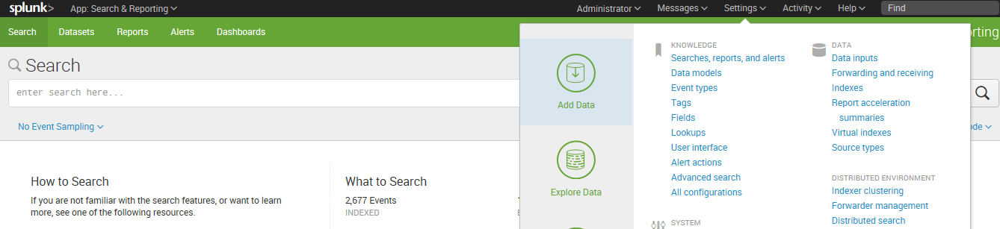 splunk> App: Search & Reporting Administrator Messages Settings Activity Help Find
Search Datasets Reports Alerts Dashboards
Search
enter search here...
No Event Sampling
How to Search
If you are not familiar with the search features, or want to learn
more, see one of the following resources.
What to Search
2,677 Events
INDEXED
Add Data
Explore Data
KNOWLEDGE
Searches, reports, and alerts
Data models
Event types
Tags
Fields
Lookups
User interface
Alert actions
Advanced search
All configurations
SYSTEM
DATA
Data inputs
Forwarding and receiving
Indexes
Report acceleration
summaries
Virtual indexes
Source types
DISTRIBUTED ENVIRONMENT
Indexer clustering
Forwarder management
Distributed search